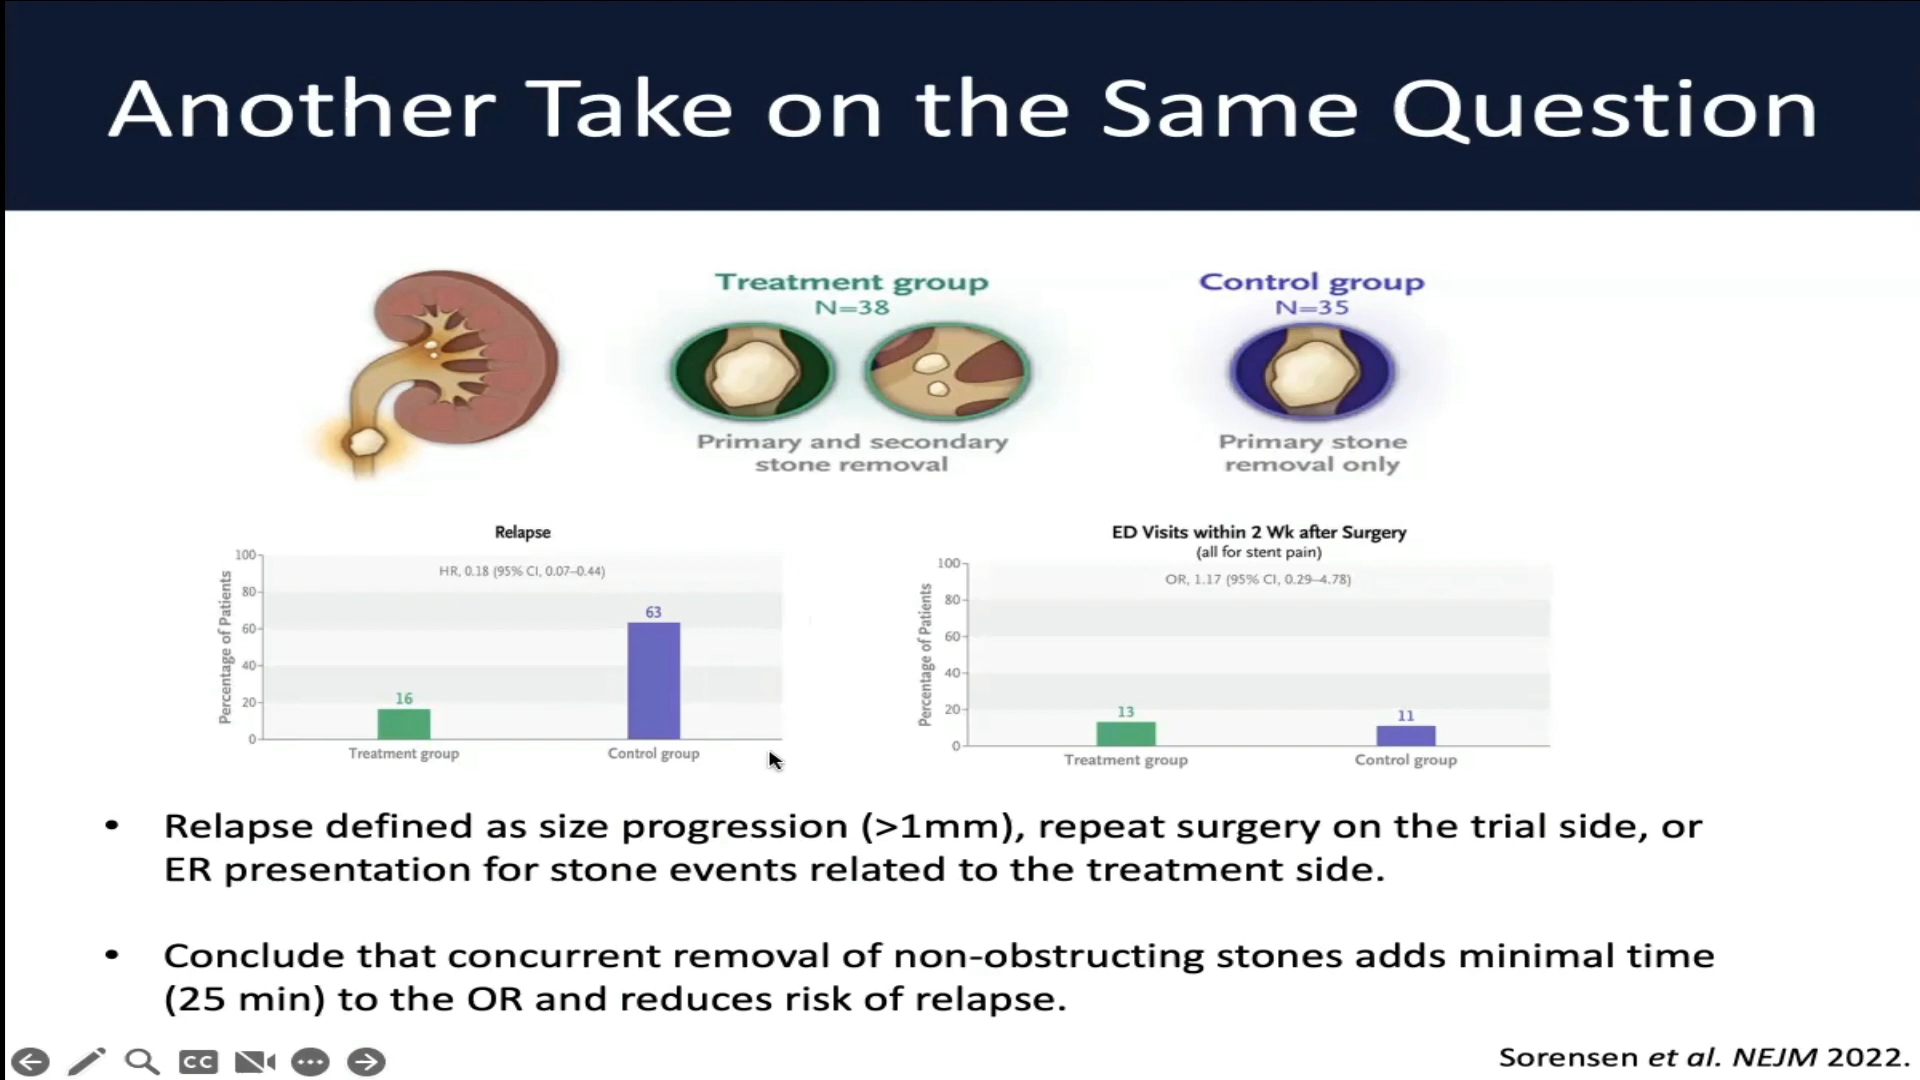 Another Take on the Same Question
Treatment group
N=38
Primary and secondary
stone removal
Control group
N=35
Primary stone
removal only
Relapse
HR, 0.18 (95% CI, 0.07–0.44)
Percentage of Patients
100
80
60
40
20
0
16
63
Treatment group
Control group
ED Visits within 2 Wk after Surgery
(all for stent pain)
OR, 1.17 (95% CI, 0.29–4.78)
Percentage of Patients
100
80
60
40
20
0
13
11
Treatment group
Control group
• Relapse defined as size progression (>1mm), repeat surgery on the trial side, or
ER presentation for stone events related to the treatment side.
• Conclude that concurrent removal of non-obstructing stones adds minimal time
(25 min) to the OR and reduces risk of relapse.
CC
Sorensen et al. NEJM 2022.